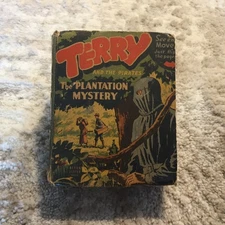 TERRY
AND THE PIRATES
The PLANTATION
MYSTERY